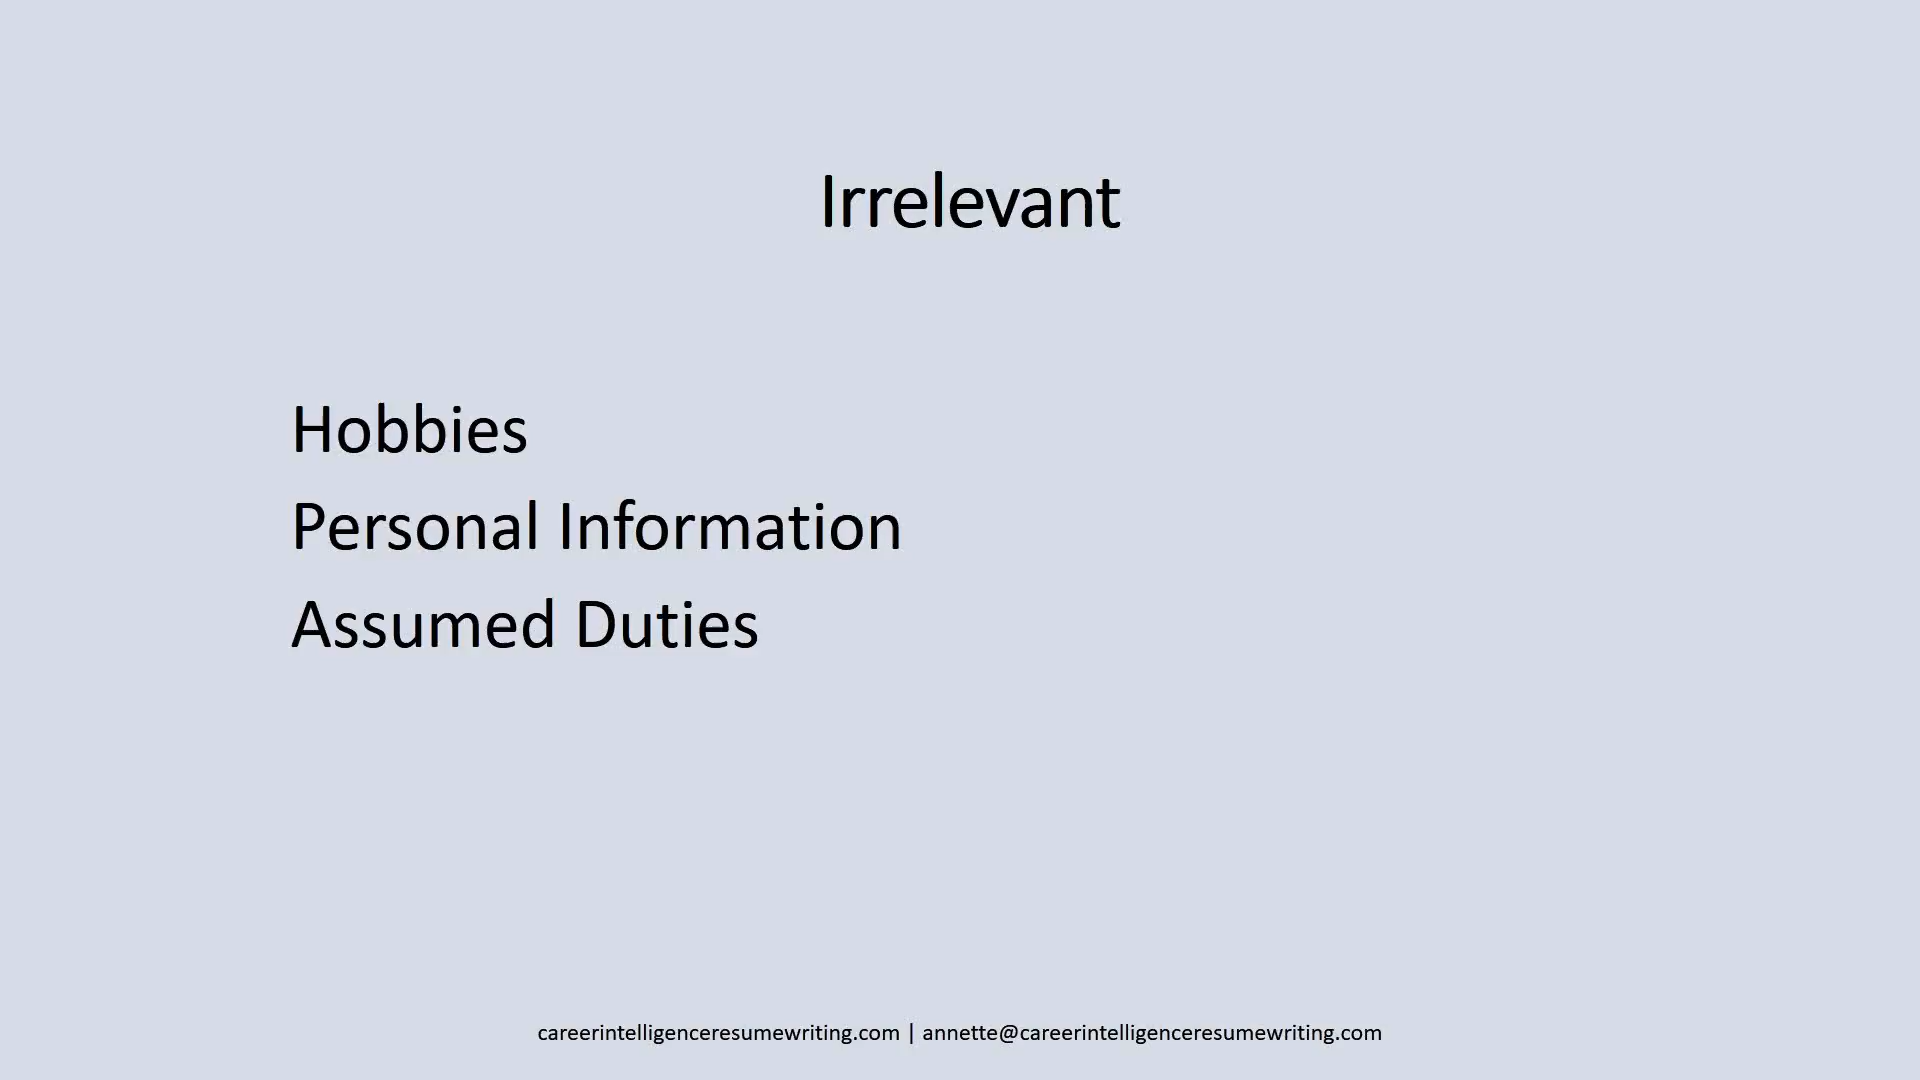 Irrelevant
Hobbies
Personal Information
Assumed Duties
careerintelligenceresumewriting.com | annette@careerintelligenceresumewriting.com